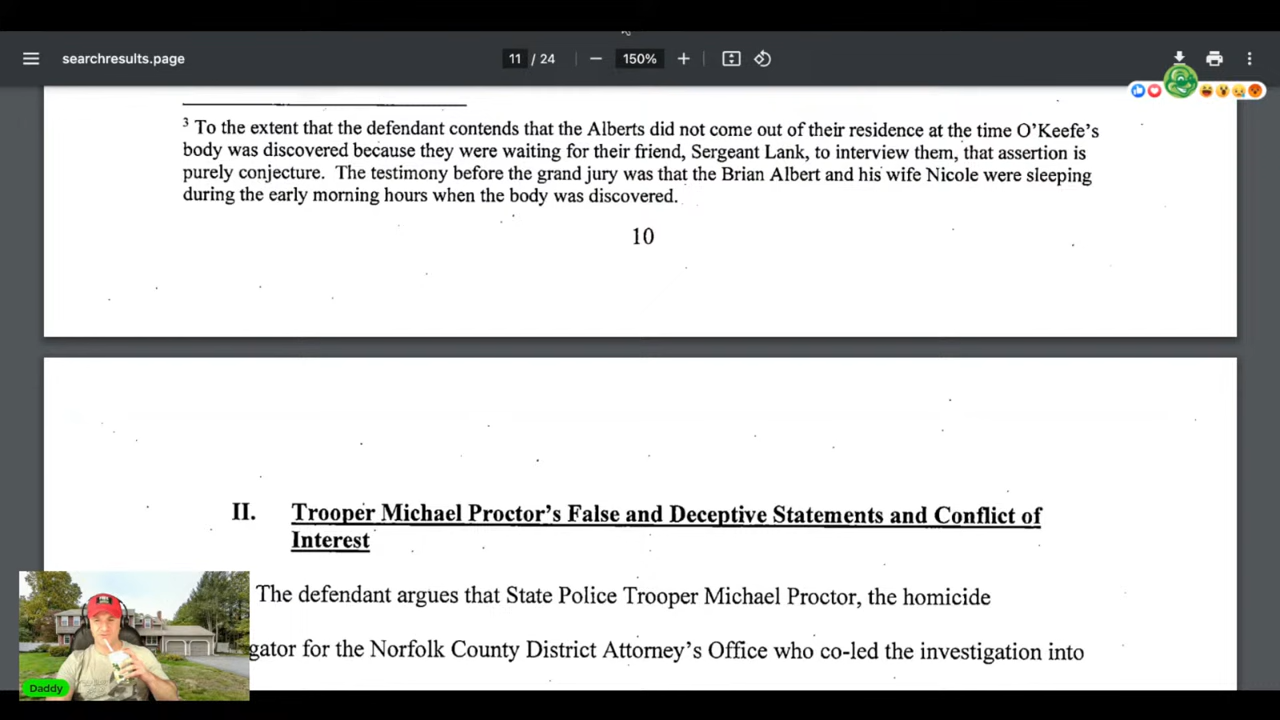 searchresults.page
11 / 24
150%
3 To the extent that the defendant contends that the Alberts did not come out of their residence at the time O'Keefe's
body was discovered because they were waiting for their friend, Sergeant Lank, to interview them, that assertion is
purely conjecture. The testimony before the grand jury was that the Brian Albert and his wife Nicole were sleeping
during the early morning hours when the body was discovered.
10
II. Trooper Michael Proctor's False and Deceptive Statements and Conflict of
Interest
The defendant argues that State Police Trooper Michael Proctor, the homicide
gator for the Norfolk County District Attorney's Office who co-led the investigation into
Daddy